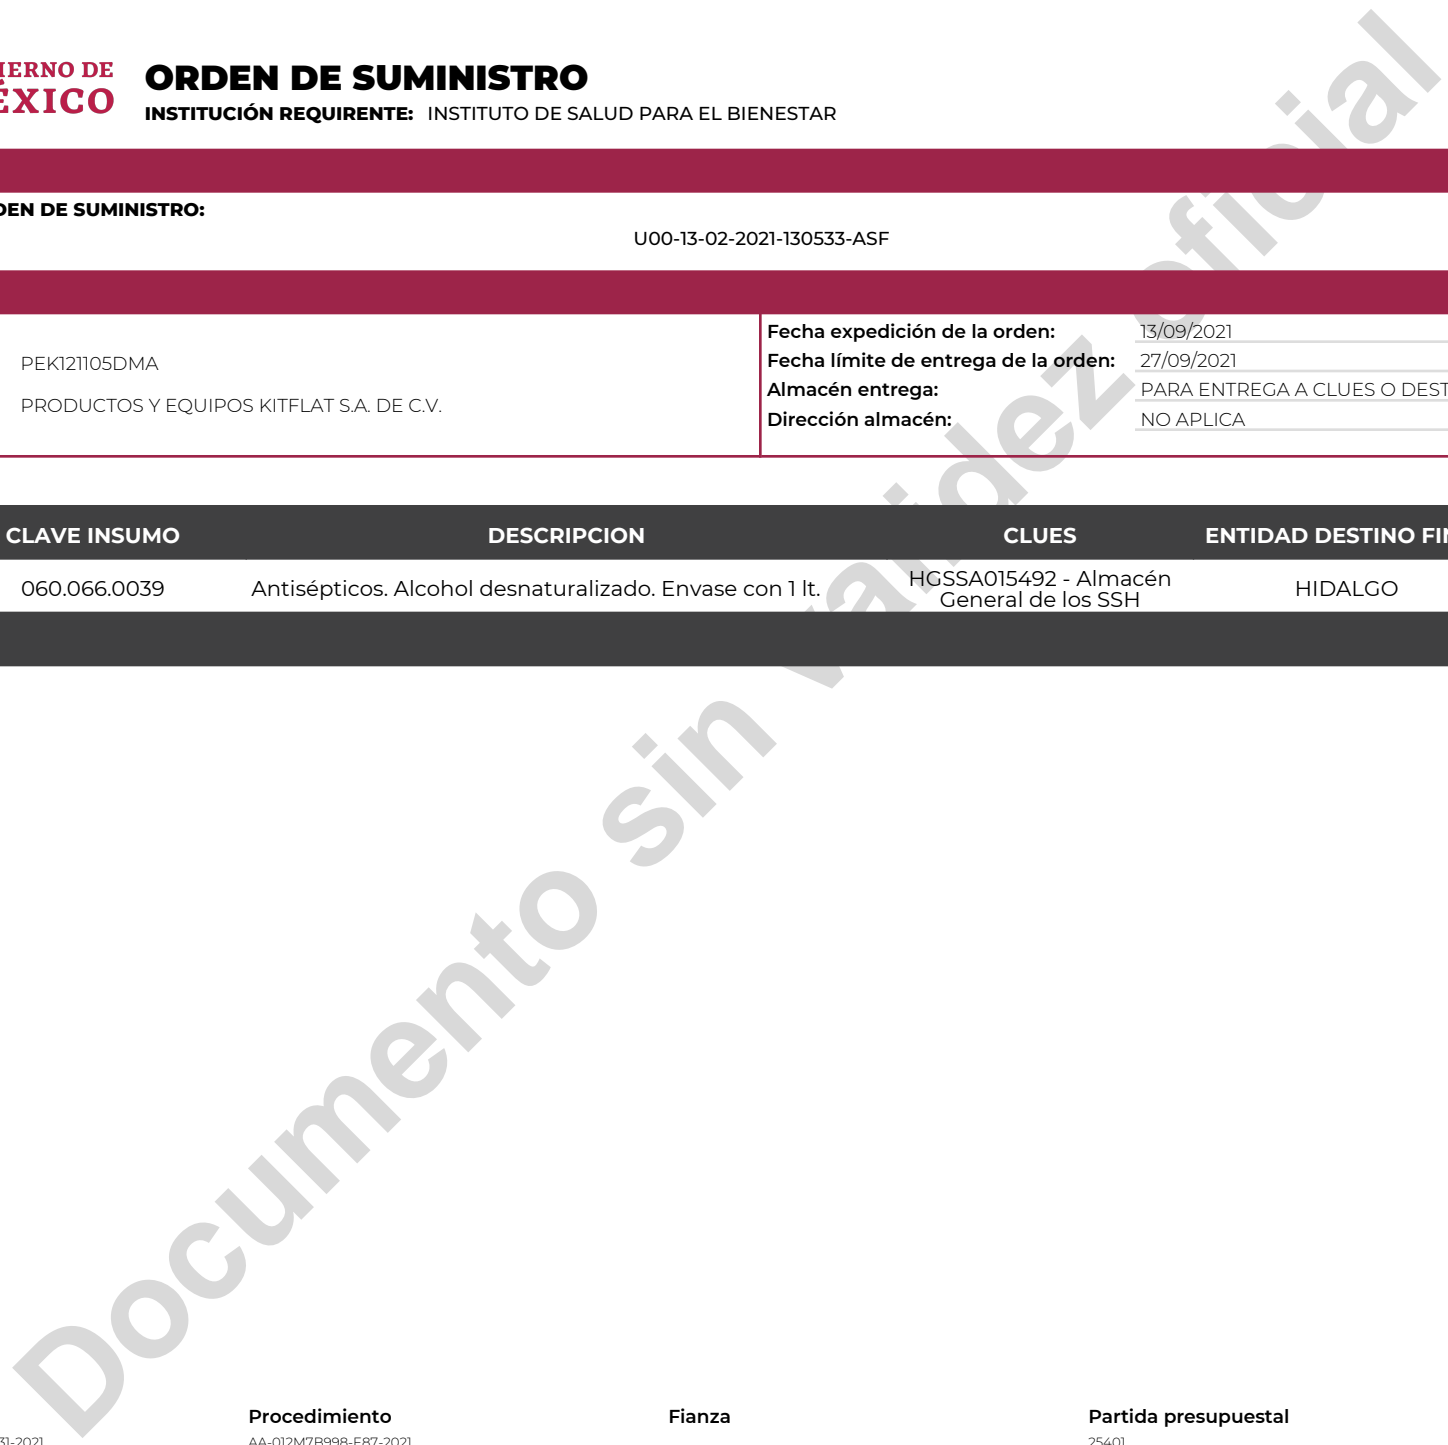 ORDEN DE SUMINISTRO
INSTITUCIÓN REQUIRENTE: INSTITUTO DE SALUD PARA EL BIENESTAR
IERNO DE
ÉXICO
DEN DE SUMINISTRO:
U00-13-02-2021-130533-ASF
PEK121105DMA
PRODUCTOS Y EQUIPOS KITFLAT S.A. DE C.V.
Fecha expedición de la orden: 13/09/2021
Fecha límite de entrega de la orden: 27/09/2021
Almacén entrega: PARA ENTREGA A CLUES O DEST
Dirección almacén: NO APLICA
CLAVE INSUMO DESCRIPCION CLUES ENTIDAD DESTINO FIN
060.066.0039 Antisépticos. Alcohol desnaturalizado. Envase con 1 lt. HGSSA015492 - Almacén General de los SSH HIDALGO
Documento sin validez oficial
Procedimiento Fianza Partida presupuestal
31-2021 AA-012M7B998-E87-2021 25401